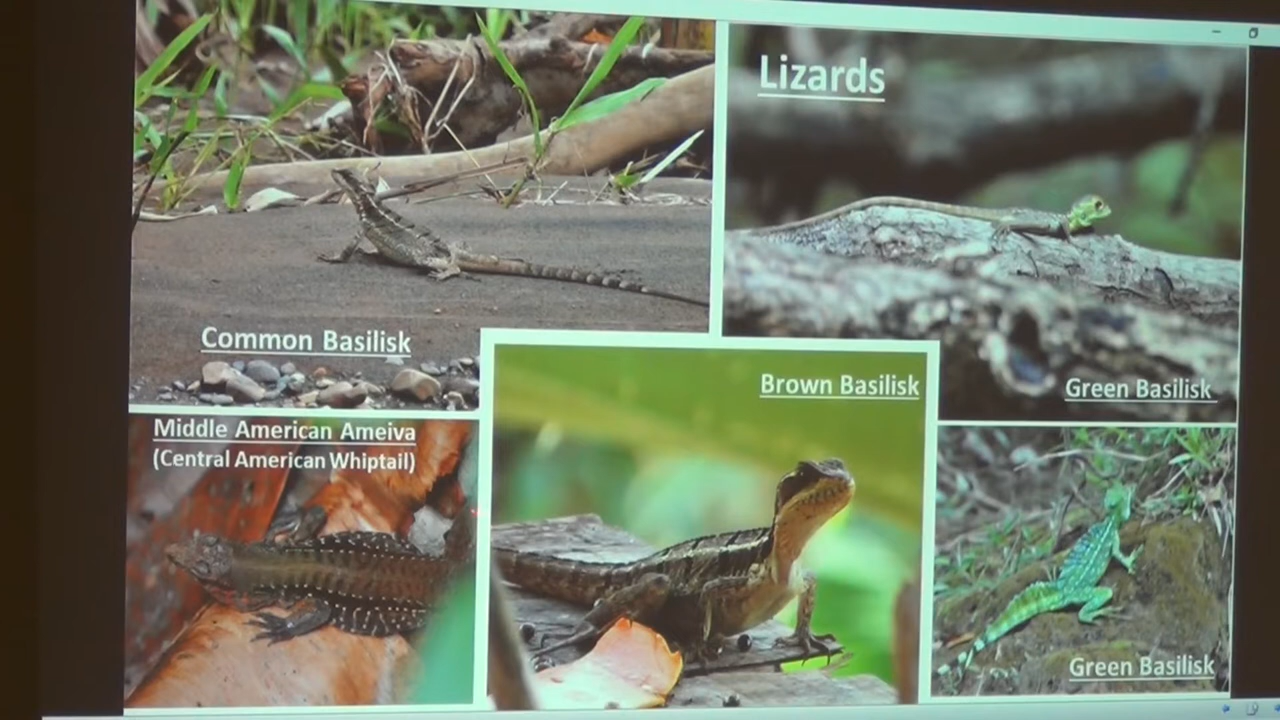 Lizards
Common Basilisk
Green Basilisk
Middle American Ameiva
(Central American Whiptail)
Brown Basilisk
Green Basilisk